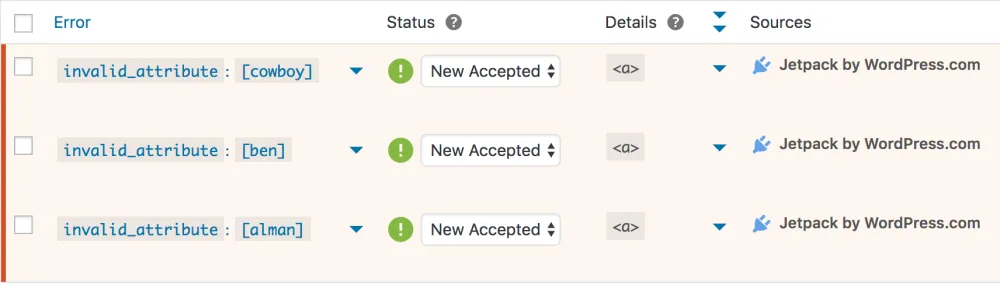 Error Status ? Details ? Sources
invalid_attribute : [cowboy] ! New Accepted <a> Jetpack by WordPress.com
invalid_attribute : [ben] ! New Accepted <a> Jetpack by WordPress.com
invalid_attribute : [alman] ! New Accepted <a> Jetpack by WordPress.com